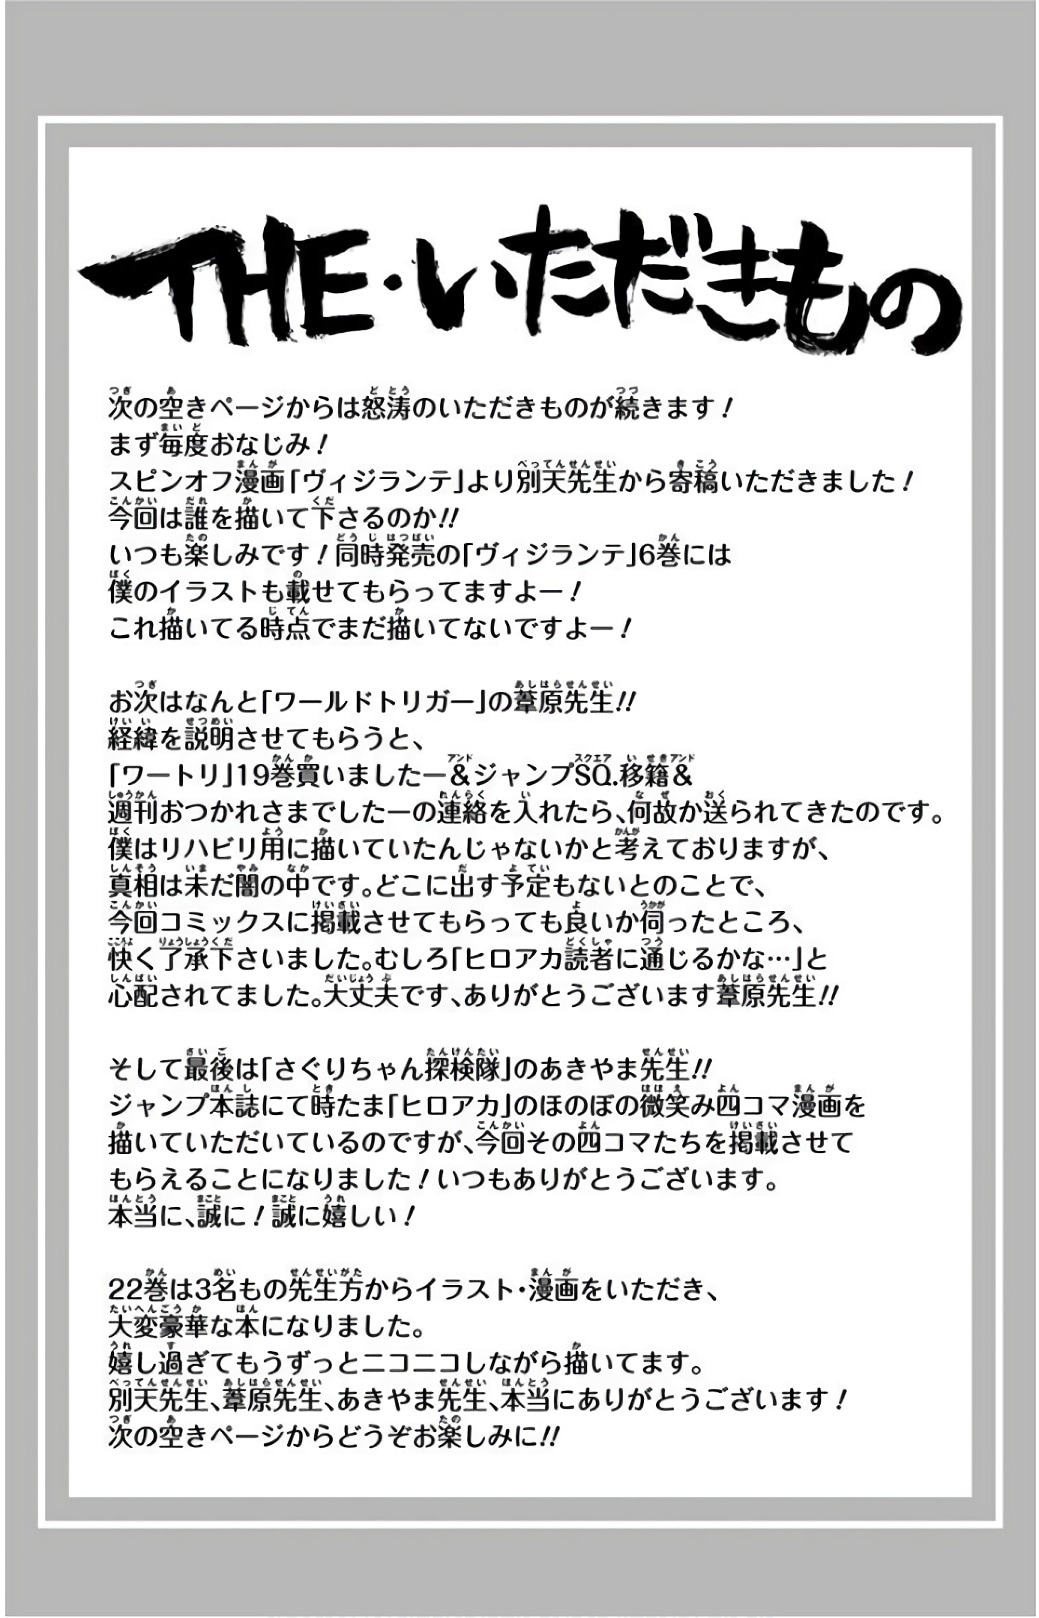 THE・いただきもの
次の空きページからは怒涛のいただきものが続きます！
まず毎度おなじみ！
スピンオフ漫画「ヴィジランテ」より別天先生から寄稿いただきました！
今回は誰を描いて下さるのか!!
いつも楽しみです！同時発売の「ヴィジランテ」6巻には
僕のイラストも載せてもらってますよー！
これ描いてる時点でまだ描いてないですよー！
お次はなんと「ワールドトリガー」の葦原先生!!
経緯を説明させてもらうと、
「ワートリ」19巻買いましたー＆ジャンプSQ.移籍＆
週刊おつかれさまでしたーの連絡を入れたら、何故か送られてきたのです。
僕はリハビリ用に描いていたんじゃないかと考えておりますが、
真相は未だ闇の中です。どこに出す予定もないとのことで、
今回コミックスに掲載させてもらっても良いか伺ったところ、
快く了承下さいました。むしろ「ヒロアカ読者に通じるかな…」と
心配されてました。大丈夫です、ありがとうございます葦原先生!!
そして最後は「さぐりちゃん探検隊」のあきやま先生!!
ジャンプ本誌にて時たま「ヒロアカ」のほのぼの微笑み四コマ漫画を
描いていただいているのですが、今回その四コマたちを掲載させて
もらえることになりました！いつもありがとうございます。
本当に、誠に！誠に嬉しい！
22巻は3名もの先生方からイラスト・漫画をいただき、
大変豪華な本になりました。
嬉し過ぎてもうずっとニコニコしながら描いてます。
別天先生、葦原先生、あきやま先生、本当にありがとうございます！
次の空きページからどうぞお楽しみに!!